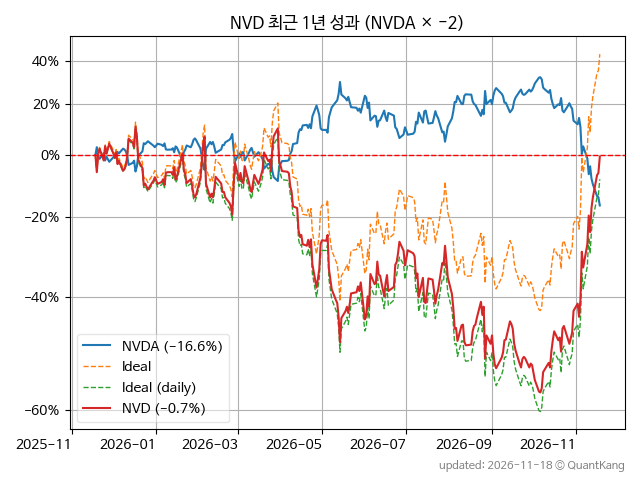 NVD 최근 1년 성과 (NVDA × −2)
40%
20%
0%
−20%
−40%
−60%
NVDA (−16.6%)
Ideal
Ideal (daily)
NVD (−0.7%)
2025-11
2026-01
2026-03
2026-05
2026-07
2026-09
2026-11
updated: 2026-11-18 © QuantKang